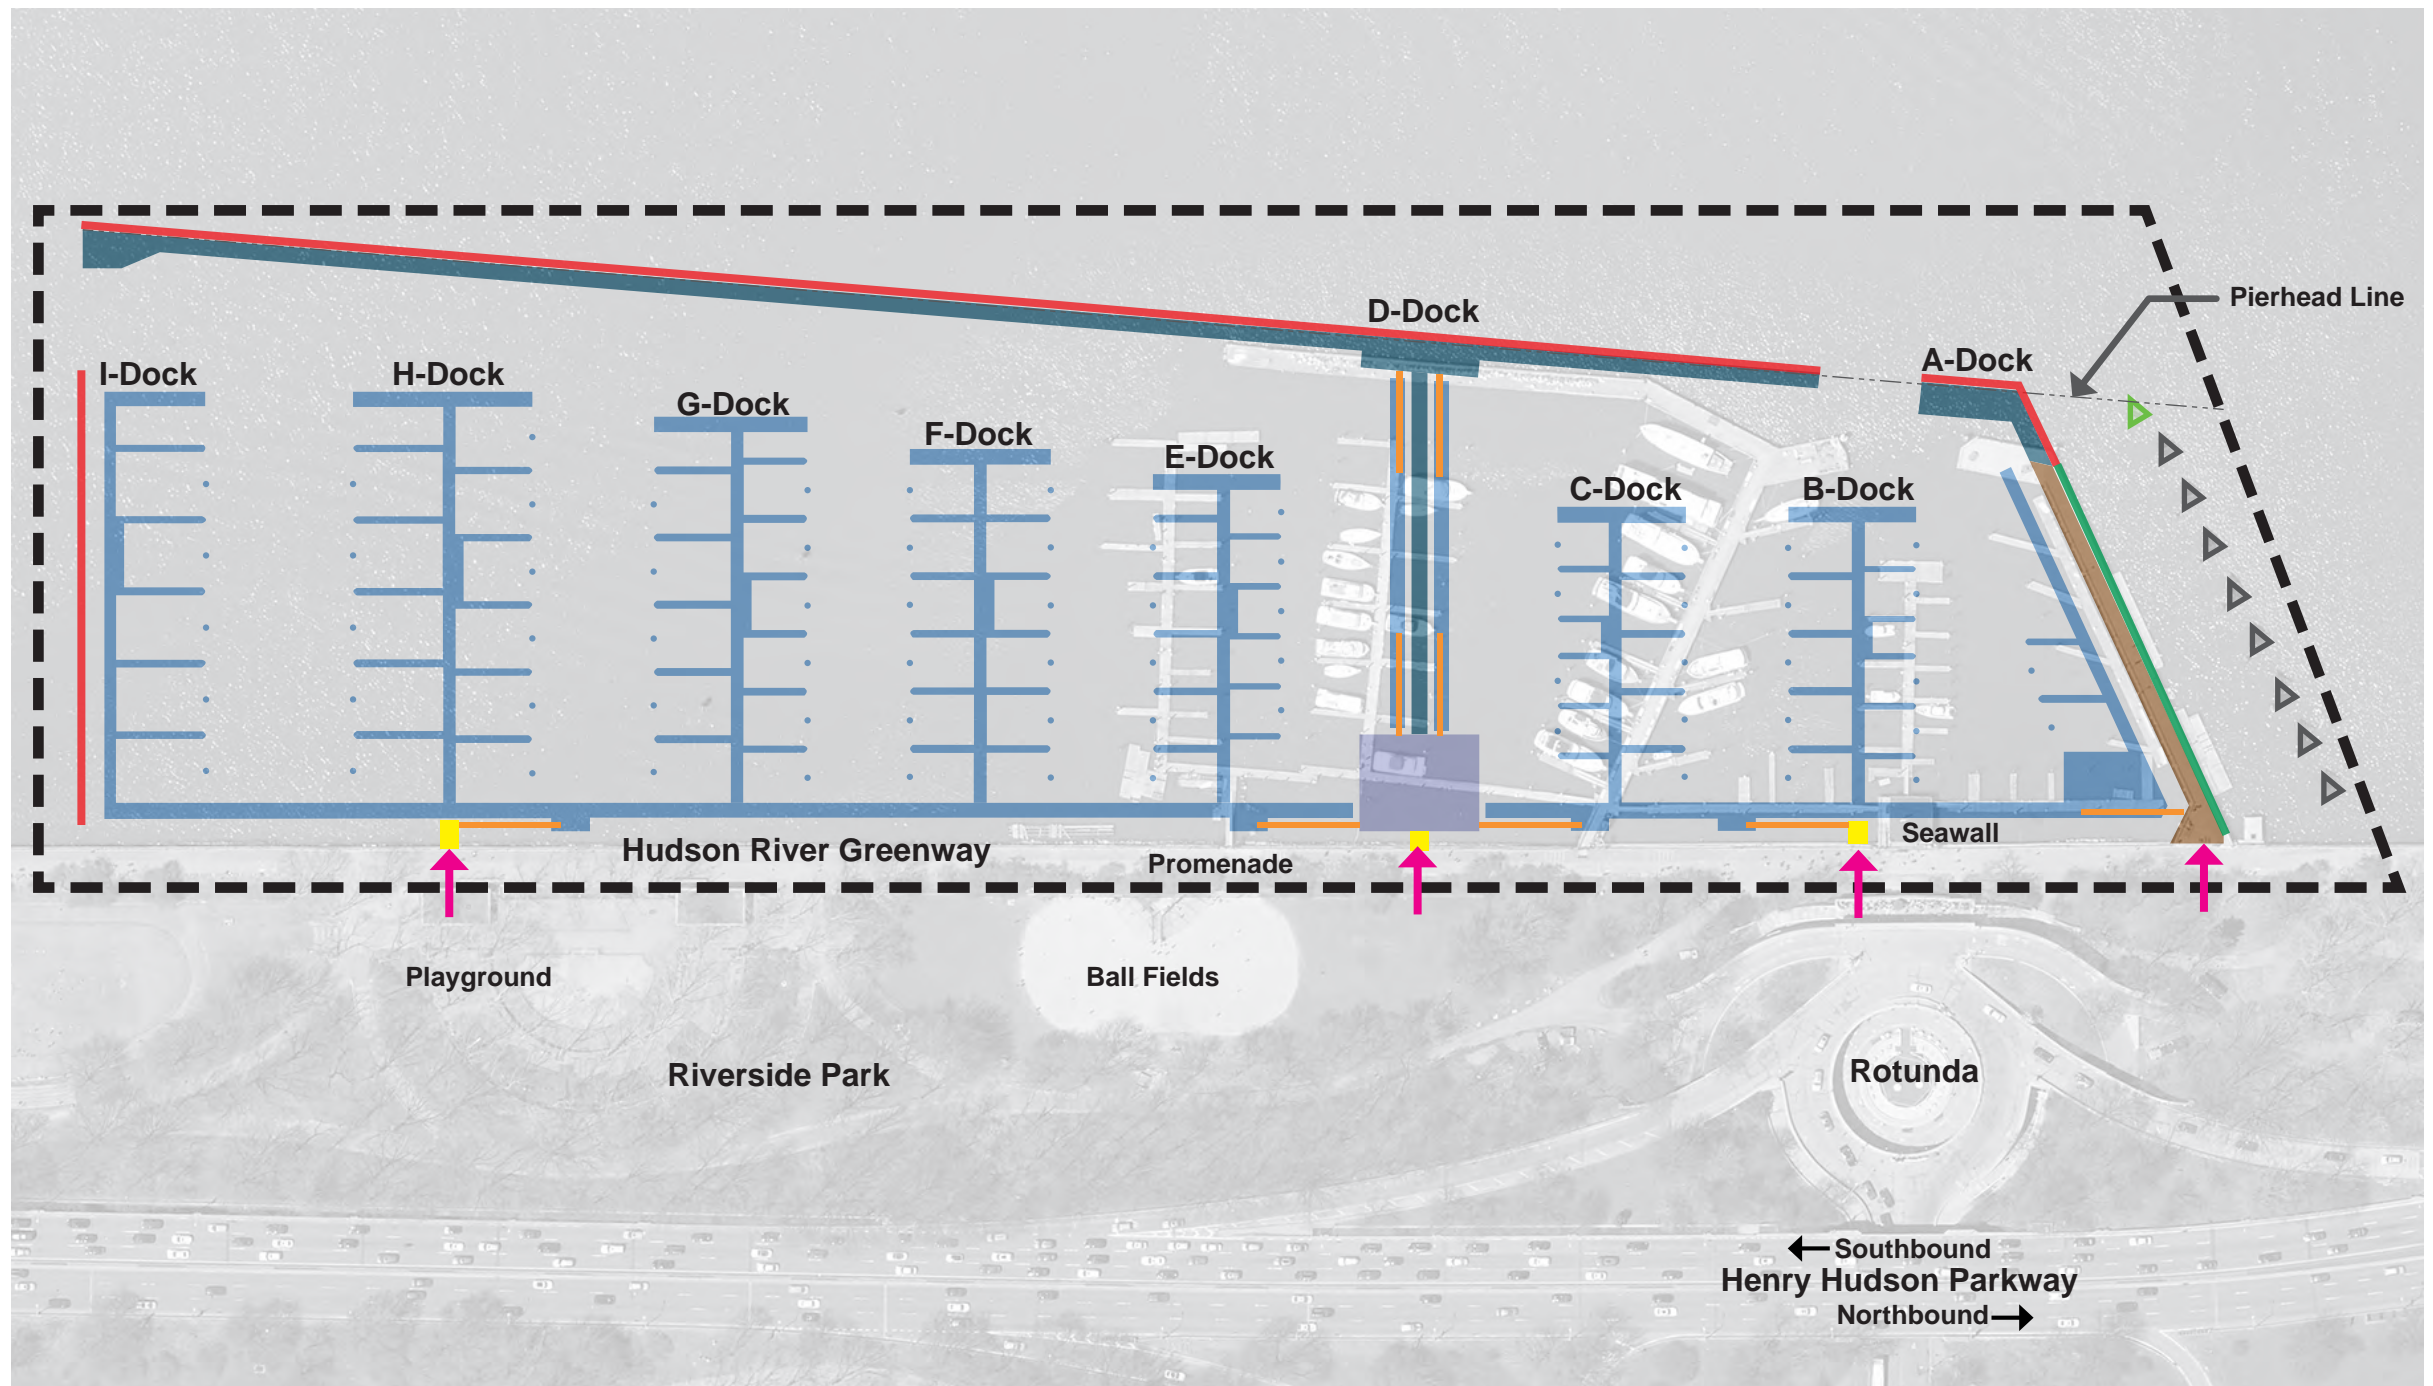 Pierhead Line
D-Dock
A-Dock
I-Dock
H-Dock
G-Dock
F-Dock
E-Dock
C-Dock
B-Dock
Seawall
Hudson River Greenway
Promenade
Playground
Ball Fields
Riverside Park
Rotunda
Southbound
Henry Hudson Parkway
Northbound